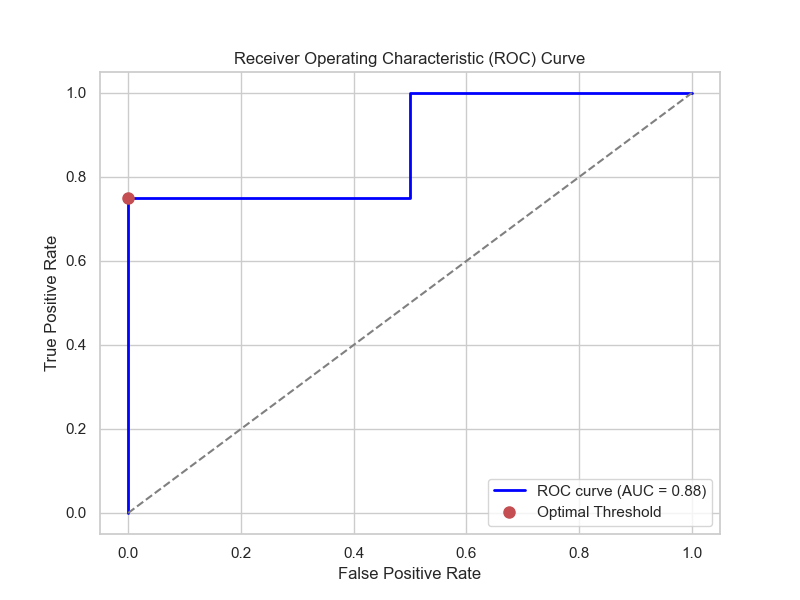 Receiver Operating Characteristic (ROC) Curve
True Positive Rate
1.0
0.8
0.6
0.4
0.2
0.0
ROC curve (AUC = 0.88)
Optimal Threshold
0.0 0.2 0.4 0.6 0.8 1.0
False Positive Rate